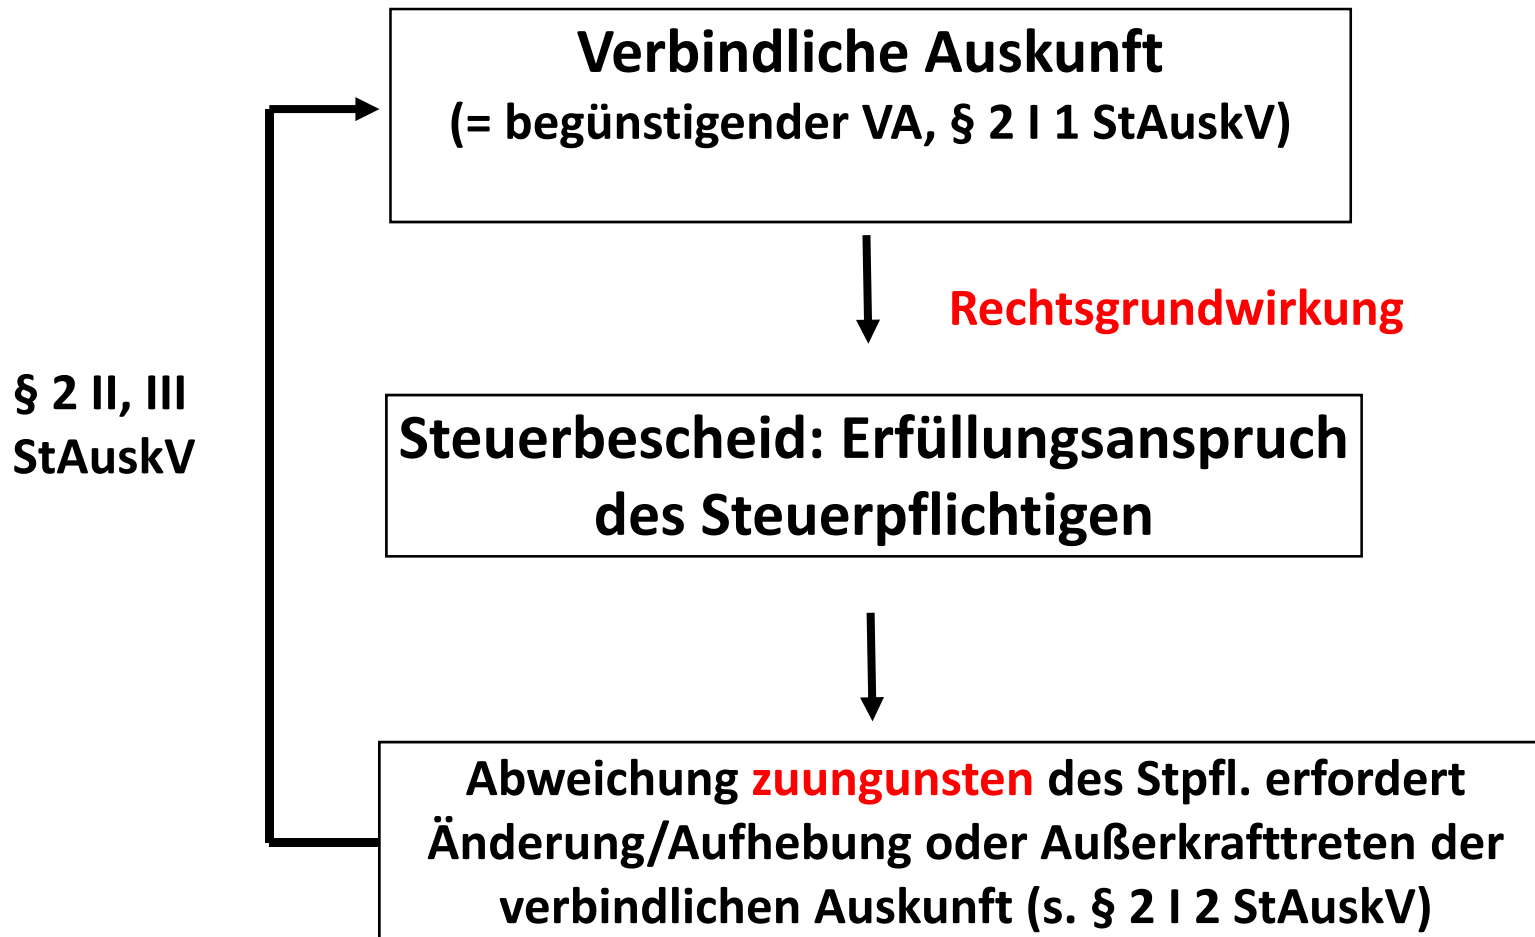 Verbindliche Auskunft
(= begünstigender VA, § 2 I 1 StAuskV)
Rechtsgrundwirkung
§ 2 II, III
StAuskV
Steuerbescheid: Erfüllungsanspruch
des Steuerpflichtigen
Abweichung zuungunsten des Stpfl. erfordert
Änderung/Aufhebung oder Außerkrafttreten der
verbindlichen Auskunft (s. § 2 I 2 StAuskV)